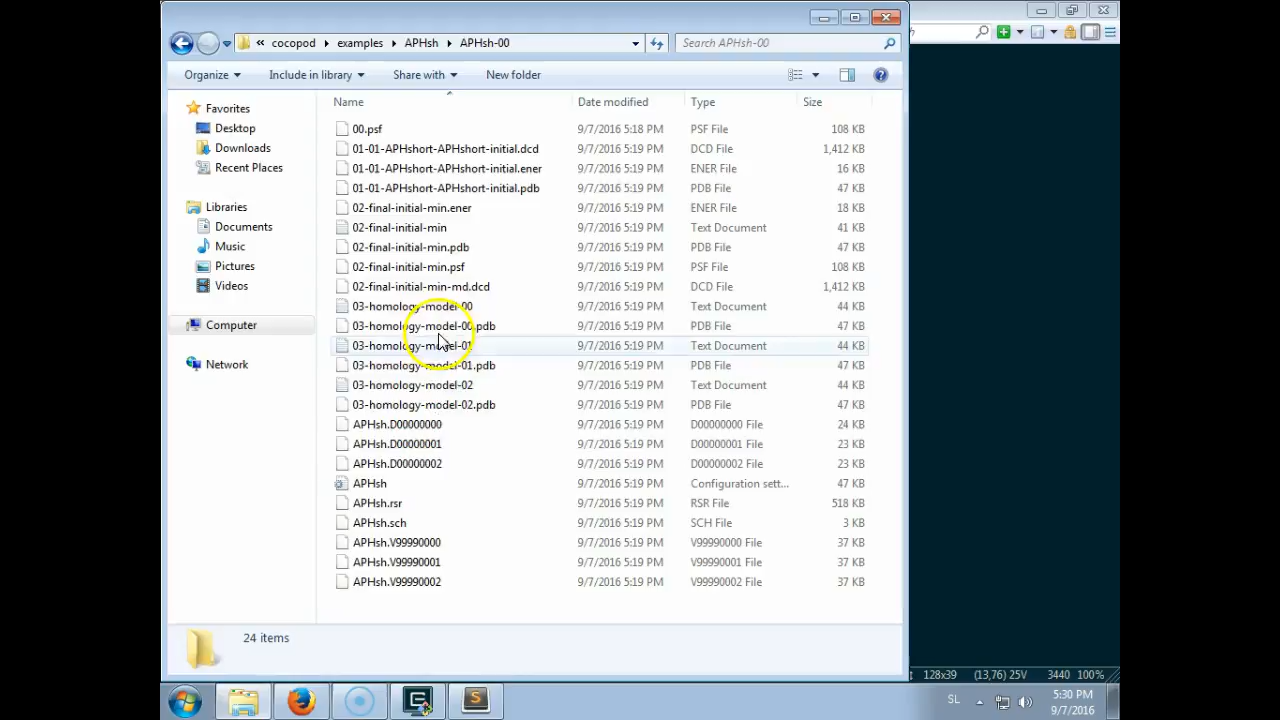 « cocopod examples APHsh APHsh-00 Search APHsh-00
Organize Include in library Share with New folder
Name Date modified Type Size
Favorites
Desktop
Downloads
Recent Places
Libraries
Documents
Music
Pictures
Videos
Computer
Network
00.psf 9/7/2016 5:18 PM PSF File 108 KB
01-01-APHshort-APHshort-initial.dcd 9/7/2016 5:19 PM DCD File 1,412 KB
01-01-APHshort-APHshort-initial.ener 9/7/2016 5:19 PM ENER File 16 KB
01-01-APHshort-APHshort-initial.pdb 9/7/2016 5:19 PM PDB File 47 KB
02-final-initial-min.ener 9/7/2016 5:19 PM ENER File 18 KB
02-final-initial-min 9/7/2016 5:19 PM Text Document 41 KB
02-final-initial-min.pdb 9/7/2016 5:19 PM PDB File 47 KB
02-final-initial-min.psf 9/7/2016 5:19 PM PSF File 108 KB
02-final-initial-min-md.dcd 9/7/2016 5:19 PM DCD File 1,412 KB
03-homology-model-00 9/7/2016 5:19 PM Text Document 44 KB
03-homology-model-00.pdb 9/7/2016 5:19 PM PDB File 47 KB
03-homology-model-01 9/7/2016 5:19 PM Text Document 44 KB
03-homology-model-01.pdb 9/7/2016 5:19 PM PDB File 47 KB
03-homology-model-02 9/7/2016 5:19 PM Text Document 44 KB
03-homology-model-02.pdb 9/7/2016 5:19 PM PDB File 47 KB
APHsh.D00000000 9/7/2016 5:19 PM D00000000 File 24 KB
APHsh.D00000001 9/7/2016 5:19 PM D00000001 File 23 KB
APHsh.D00000002 9/7/2016 5:19 PM D00000002 File 23 KB
APHsh 9/7/2016 5:19 PM Configuration sett... 47 KB
APHsh.rsr 9/7/2016 5:19 PM RSR File 518 KB
APHsh.sch 9/7/2016 5:19 PM SCH File 3 KB
APHsh.V99990000 9/7/2016 5:19 PM V99990000 File 37 KB
APHsh.V99990001 9/7/2016 5:19 PM V99990001 File 37 KB
APHsh.V99990002 9/7/2016 5:19 PM V99990002 File 37 KB
24 items
128x39 (13,76) 25V 3440 100%
SL 5:30 PM
9/7/2016